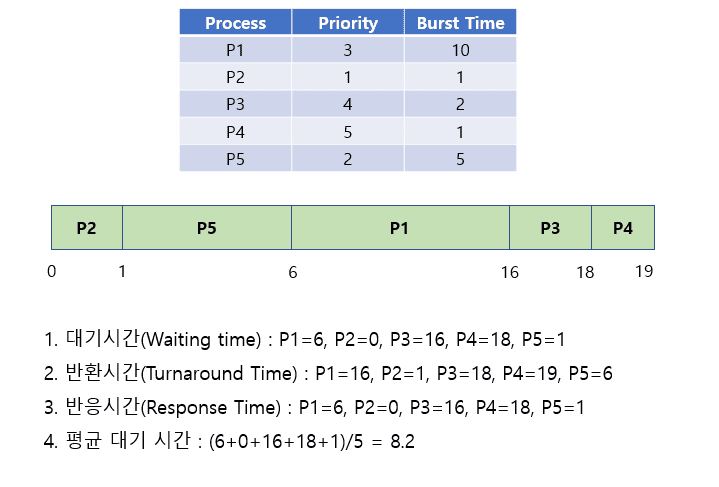 Process Priority Burst Time
P1 3 10
P2 1 1
P3 4 2
P4 5 1
P5 2 5
P2 P5 P1 P3 P4
0 1 6 16 18 19
1. 대기시간(Waiting time) : P1=6, P2=0, P3=16, P4=18, P5=1
2. 반환시간(Turnaround Time) : P1=16, P2=1, P3=18, P4=19, P5=6
3. 반응시간(Response Time) : P1=6, P2=0, P3=16, P4=18, P5=1
4. 평균 대기 시간 : (6+0+16+18+1)/5 = 8.2